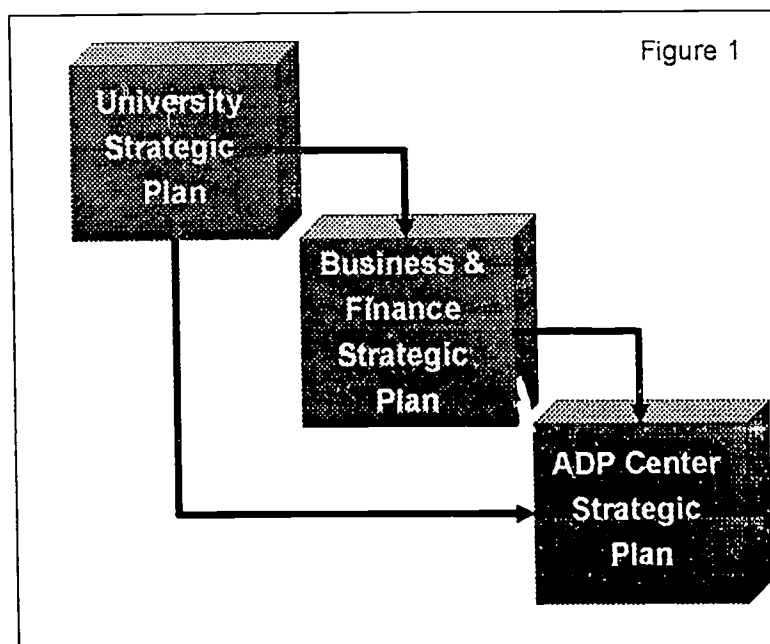 Figure 1
University
Strategic
Plan
Business &
Finance
Strategic
Plan
ADP Center
Strategic
Plan